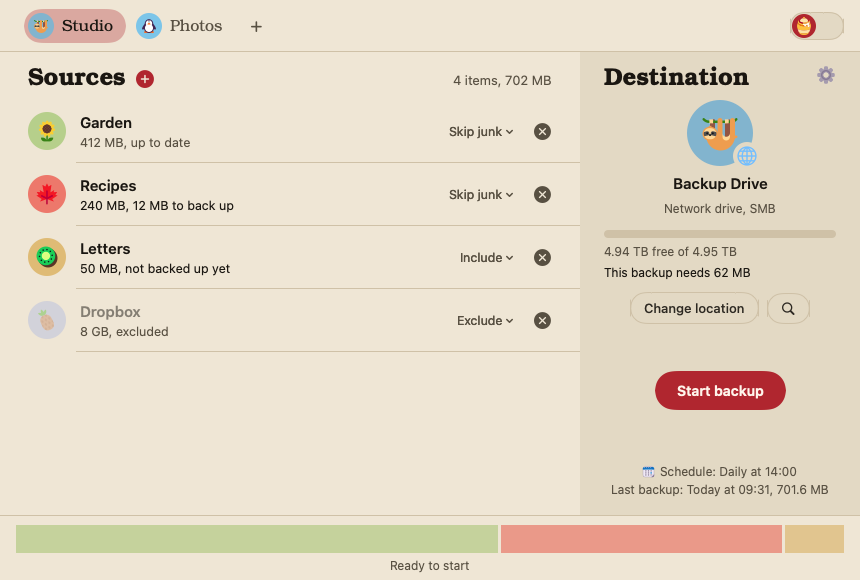 Studio
Photos
+
Sources
4 items, 702 MB
Garden
412 MB, up to date
Skip junk
Recipes
240 MB, 12 MB to back up
Skip junk
Letters
50 MB, not backed up yet
Include
Dropbox
8 GB, excluded
Exclude
Destination
Backup Drive
Network drive, SMB
4.94 TB free of 4.95 TB
This backup needs 62 MB
Change location
Start backup
Schedule: Daily at 14:00
Last backup: Today at 09:31, 701.6 MB
Ready to start